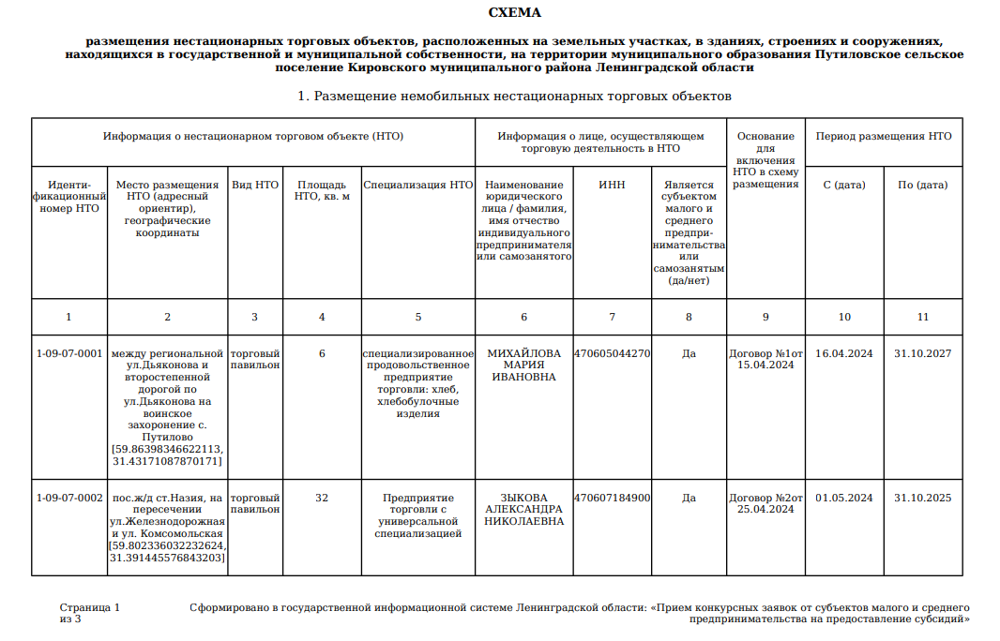 СХЕМА
размещения нестационарных торговых объектов, расположенных на земельных участках, в зданиях, строениях и сооружениях,
находящихся в государственной и муниципальной собственности, на территории муниципального образования Путиловское сельское
поселение Кировского муниципального района Ленинградской области
1. Размещение немобильных нестационарных торговых объектов
Информация о нестационарном торговом объекте (НТО)
Информация о лице, осуществляющем
торговую деятельность в НТО
Основание
для
включения
НТО в схему
размещения
Период размещения НТО
Иденти-
фикационный
номер НТО
Место размещения
НТО (адресный
ориентир),
географические
координаты
Вид НТО
Площадь
НТО, кв. м
Специализация НТО
Наименование
юридического
лица / фамилия,
имя отчество
индивидуального
предпринимателя
или самозанятого
ИНН
Является
субъектом
малого и
среднего
предпри-
нимательства
или
самозанятым
(да/нет)
С (дата)
По (дата)
1
2
3
4
5
6
7
8
9
10
11
1-09-07-0001
между региональной
ул.Дьяконова и
второстепенной
дорогой по
ул.Дьяконова на
воинское
захоронение с.
Путилово
[59.86398346622113,
31.43171087870171]
торговый
павильон
6
специализированное
продовольственное
предприятие
торговли: хлеб,
хлебобулочные
изделия
МИХАЙЛОВА
МАРИЯ
ИВАНОВНА
470605044270
Да
Договор №1от
15.04.2024
16.04.2024
31.10.2027
1-09-07-0002
пос.ж/д ст.Назия, на
пересечении
ул.Железнодорожная
и ул. Комсомольская
[59.802336032232624,
31.391445576843203]
торговый
павильон
32
Предприятие
торговли с
универсальной
специализацией
ЗЫКОВА
АЛЕКСАНДРА
НИКОЛАЕВНА
470607184900
Да
Договор №2от
25.04.2024
01.05.2024
31.10.2025
Страница 1
из 3
Сформировано в государственной информационной системе Ленинградской области: «Прием конкурсных заявок от субъектов малого и среднего
предпринимательства на предоставление субсидий»